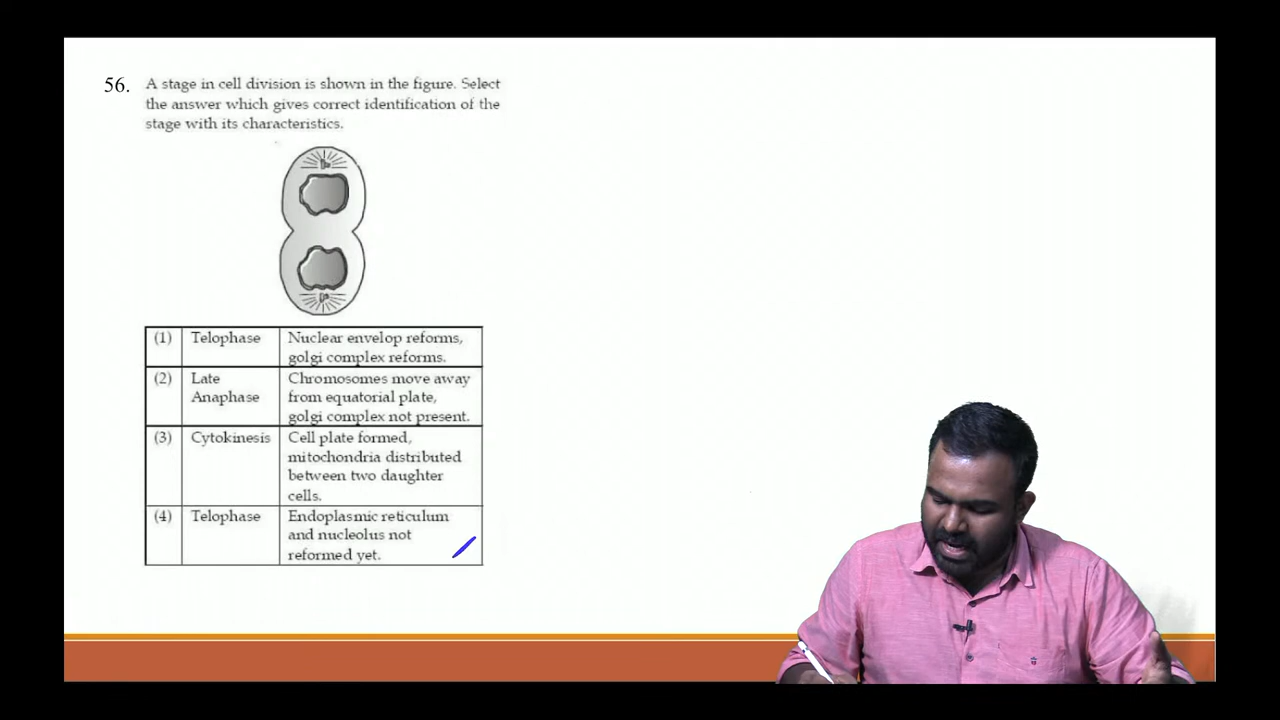 56. A stage in cell division is shown in the figure. Select
the answer which gives correct identification of the
stage with its characteristics.
(1) Telophase Nuclear envelop reforms,
golgi complex reforms.
(2) Late Anaphase Chromosomes move away
from equatorial plate,
golgi complex not present.
(3) Cytokinesis Cell plate formed,
mitochondria distributed
between two daughter
cells.
(4) Telophase Endoplasmic reticulum
and nucleolus not
reformed yet.